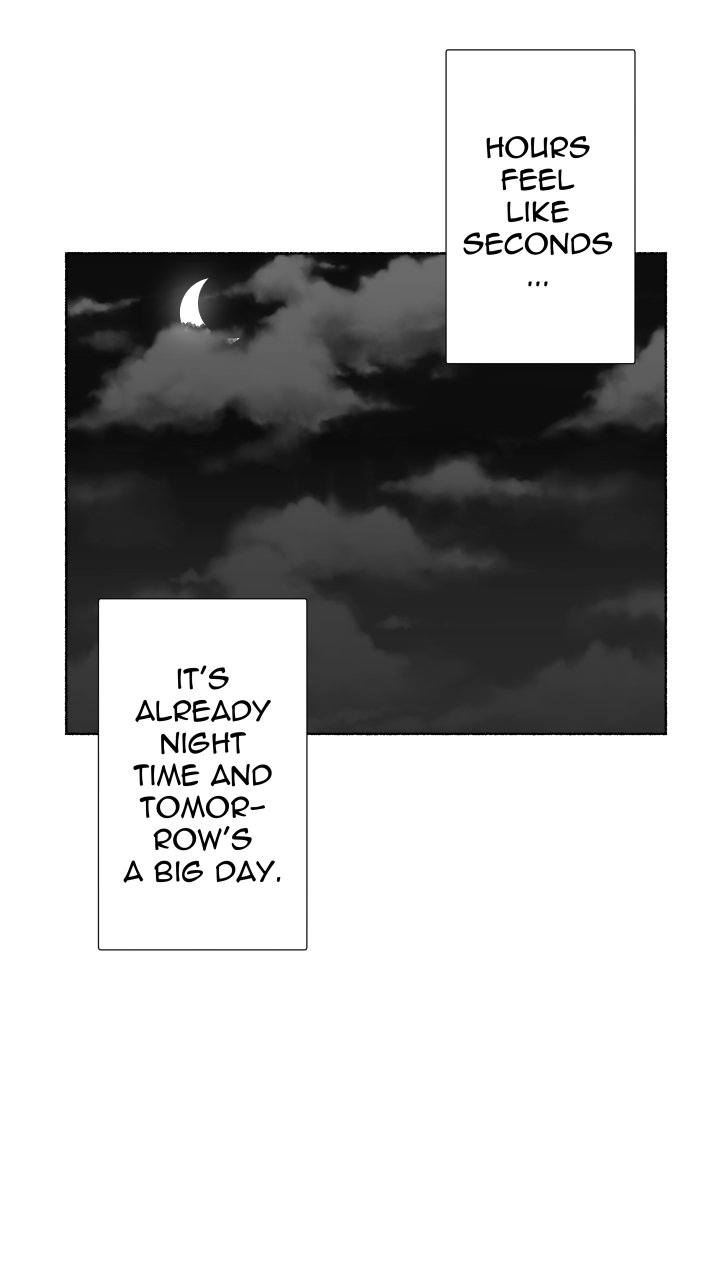 HOURS
FEEL
LIKE
SECONDS
...
IT'S
ALREADY
NIGHT
TIME AND
TOMOR-
ROW'S
A BIG DAY.